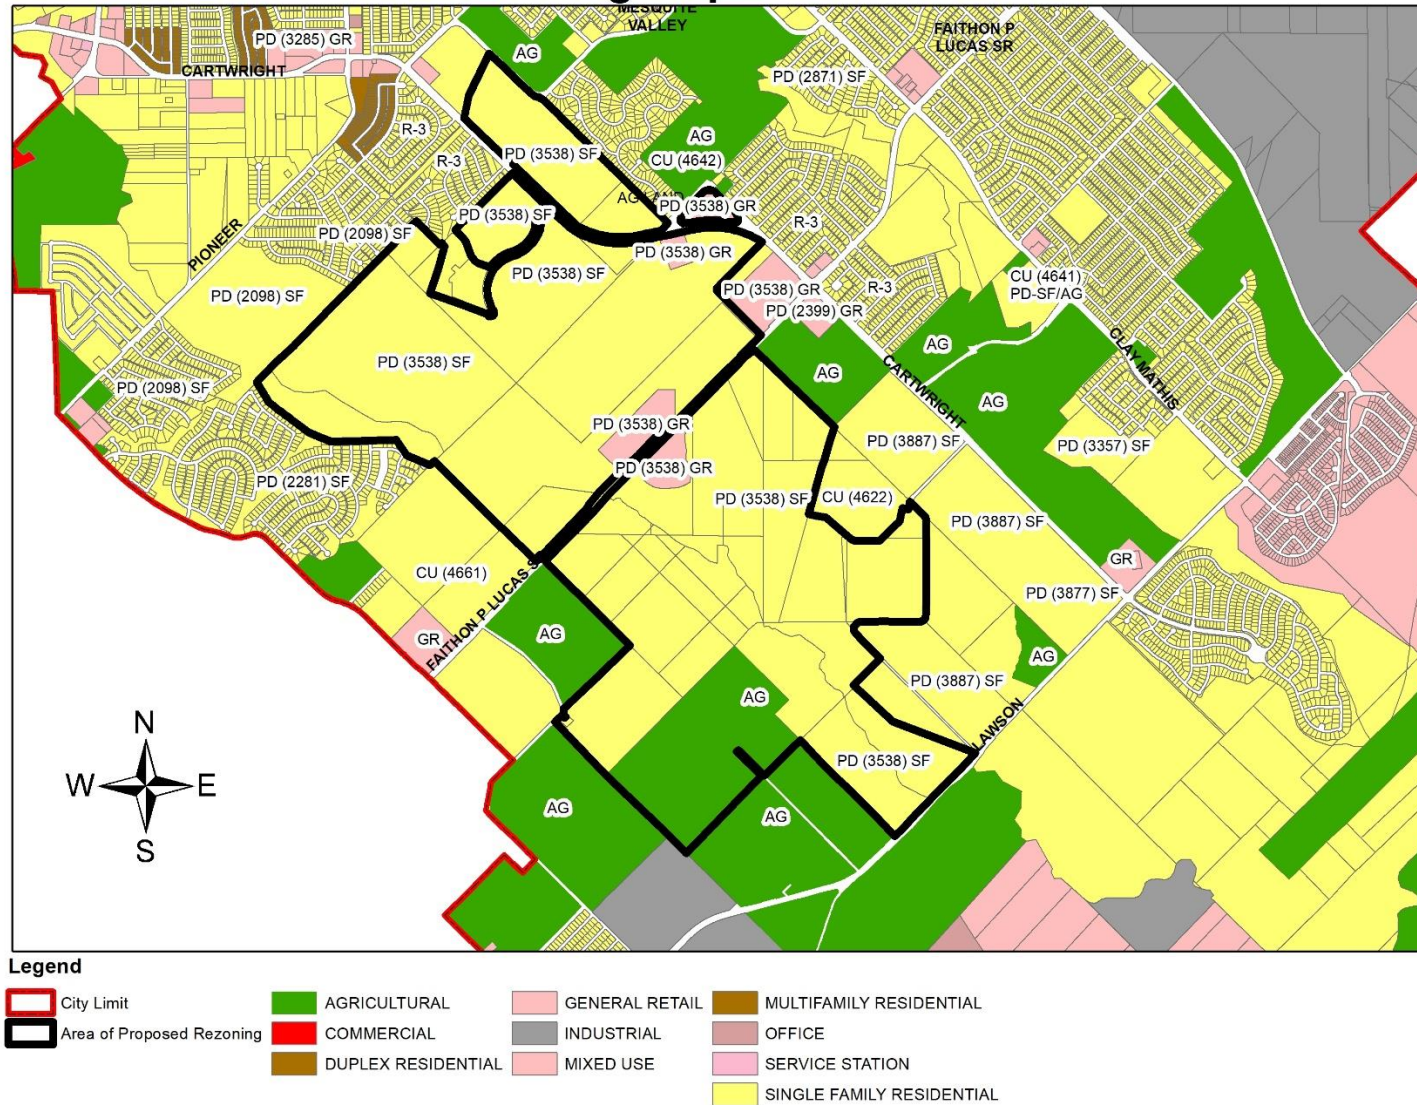 MESQUITE
VALLEY
FAITHON P
LUCAS SR
PD (3285) GR
AG
CARTWRIGHT
PD (2871) SF
R-3
AG
R-3
PD (3538) SF
CU (4642)
PD (3538) GR
PD (3538) SF
R-3
PD (2098) SF
PIONEER
PD (3538) GR
PD (3538) SF
CU (4641)
PD-SF/AG
PD (2098) SF
PD (3538) GR
R-3
PD (2399) GR
AG
CLAY MATHIS
PD (3538) SF
AG
CARTWRIGHT
PD (2098) SF
AG
PD (3538) GR
PD (3887) SF
PD (3357) SF
PD (3538) GR
PD (2281) SF
PD (3538) SF
CU (4622)
PD (3887) SF
GR
CU (4661)
FAITHON P LUCAS S
PD (3877) SF
AG
GR
AG
PD (3887) SF
AG
LAWSON
PD (3538) SF
N
W E
S
AG
AG
Legend
City Limit
Area of Proposed Rezoning
AGRICULTURAL
COMMERCIAL
DUPLEX RESIDENTIAL
GENERAL RETAIL
INDUSTRIAL
MIXED USE
MULTIFAMILY RESIDENTIAL
OFFICE
SERVICE STATION
SINGLE FAMILY RESIDENTIAL